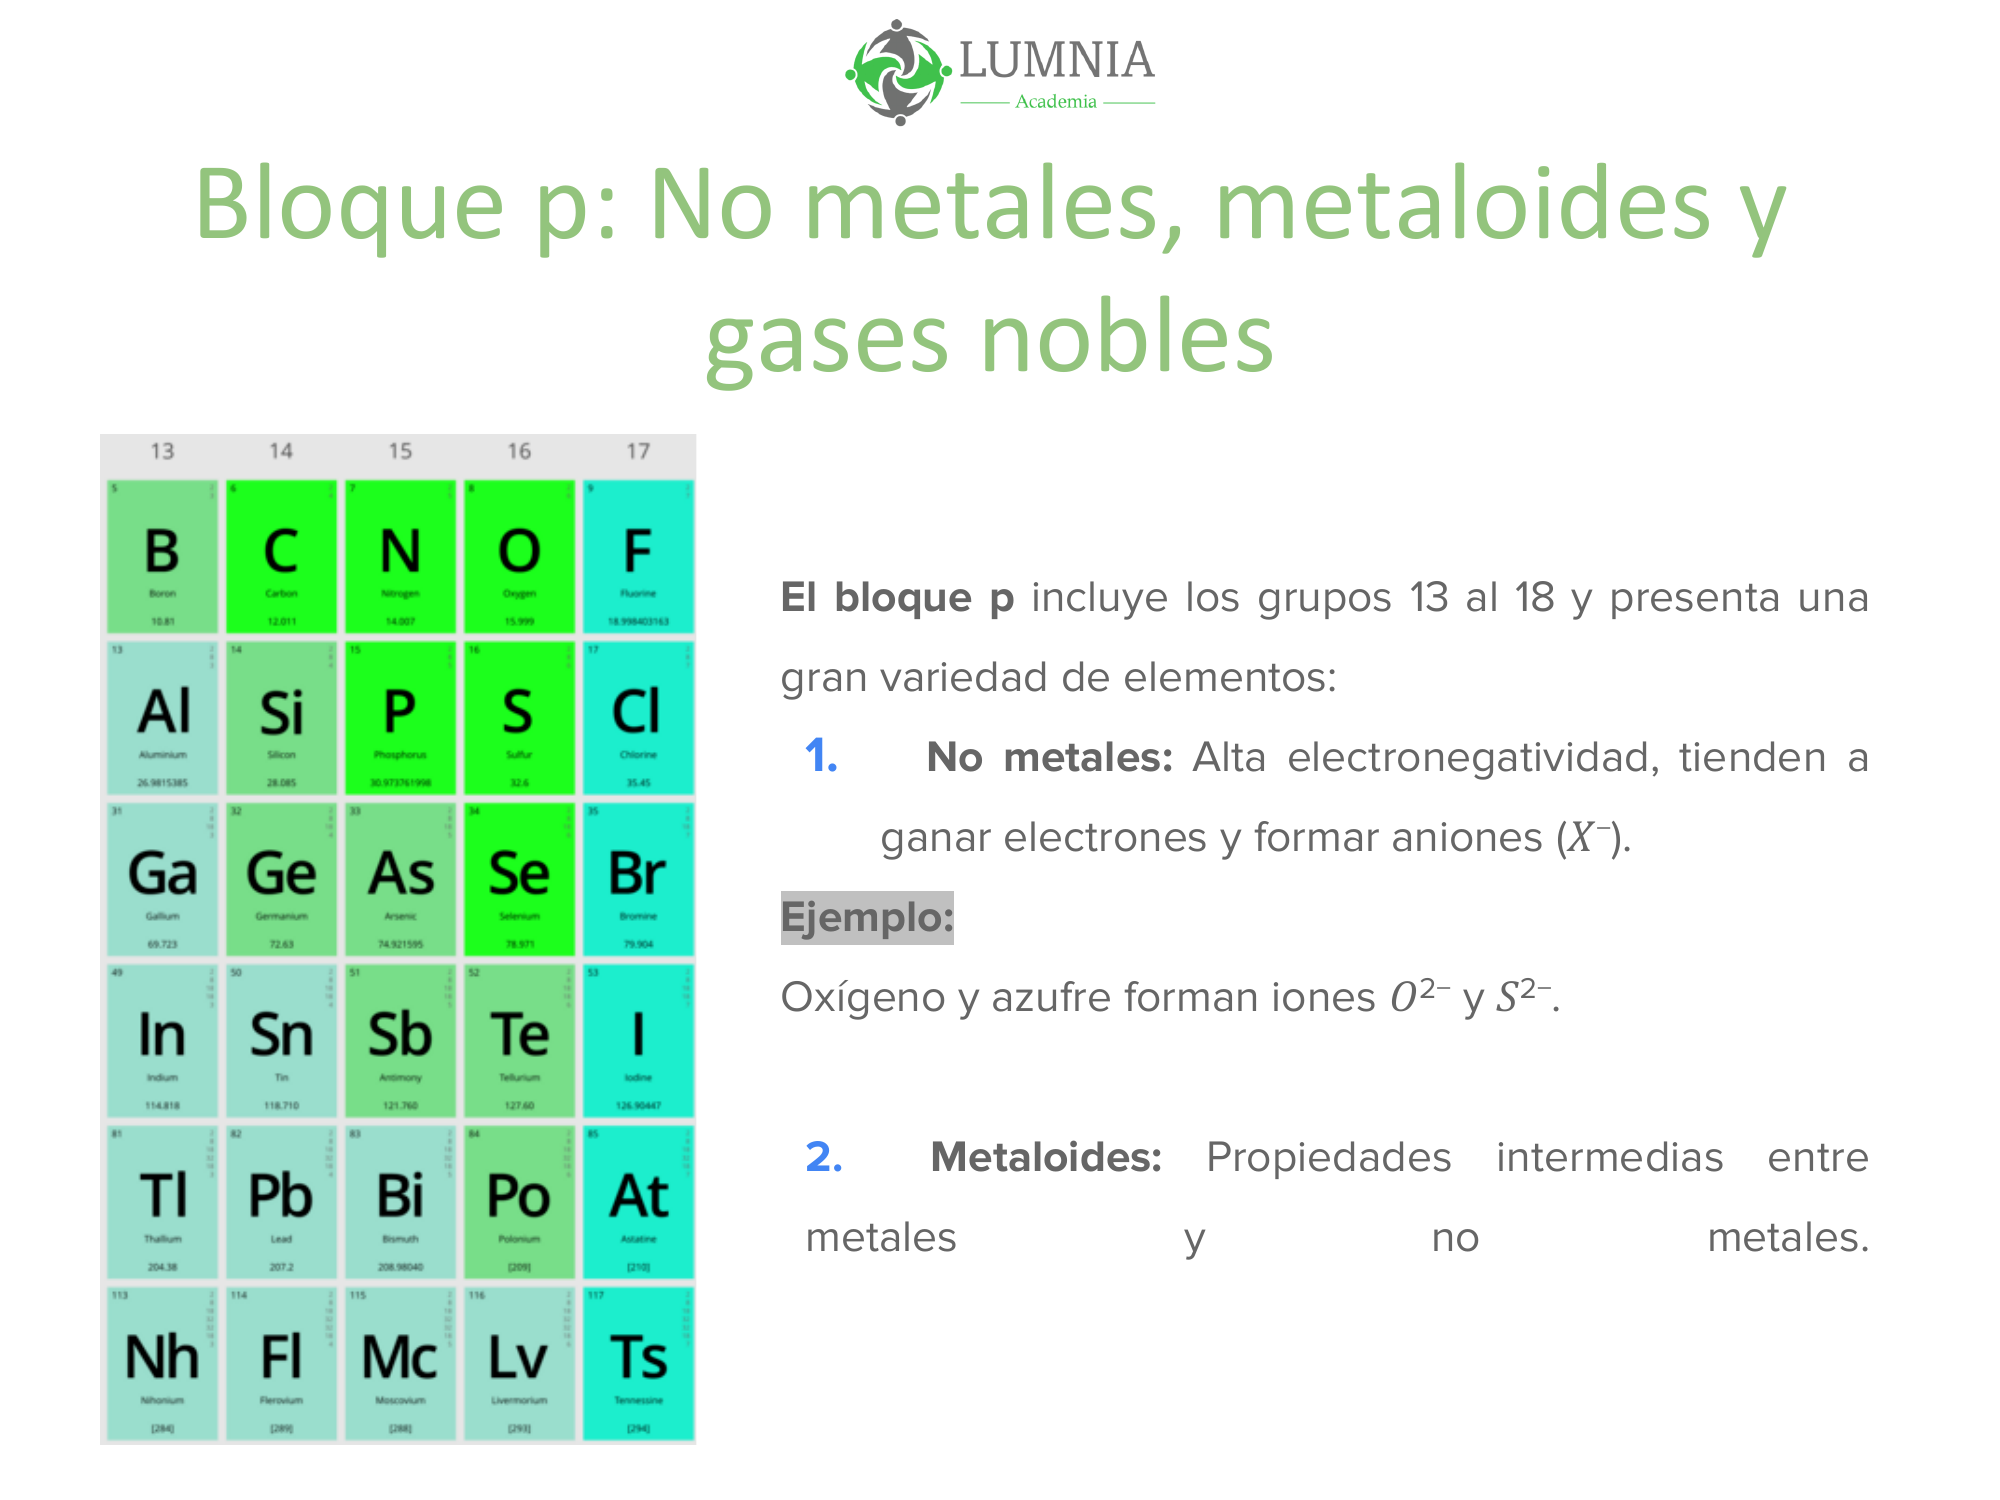 LUMNIA
Academia
Bloque p: No metales, metaloides y
gases nobles
13 14 15 16 17
5 6 7 8 9
B C N O F
Boron Carbon Nitrogen Oxygen Fluorine
10.81 12.011 14.007 15.999 18.998403163
13 14 15 16 17
Al Si P S Cl
Aluminium Silicon Phosphorus Sulfur Chlorine
26.9815385 28.085 30.973761998 32.6 35.45
31 32 33 34 35
Ga Ge As Se Br
Gallium Germanium Arsenic Selenium Bromine
69.723 72.63 74.921595 78.971 79.904
49 50 51 52 53
In Sn Sb Te I
Indium Tin Antimony Tellurium Iodine
114.818 118.710 121.760 127.60 126.90447
81 82 83 84 85
Tl Pb Bi Po At
Thallium Lead Bismuth Polonium Astatine
204.38 207.2 208.98040 [209] [210]
113 114 115 116 117
Nh Fl Mc Lv Ts
Nihonium Flerovium Moscovium Livermorium Tennessine
[284] [289] [288] [293] [294]
El bloque p incluye los grupos 13 al 18 y presenta una
gran variedad de elementos:
1. No metales: Alta electronegatividad, tienden a
ganar electrones y formar aniones (X⁻).
Ejemplo:
Oxígeno y azufre forman iones O²⁻ y S²⁻.
2. Metaloides: Propiedades intermedias entre
metales y no metales.